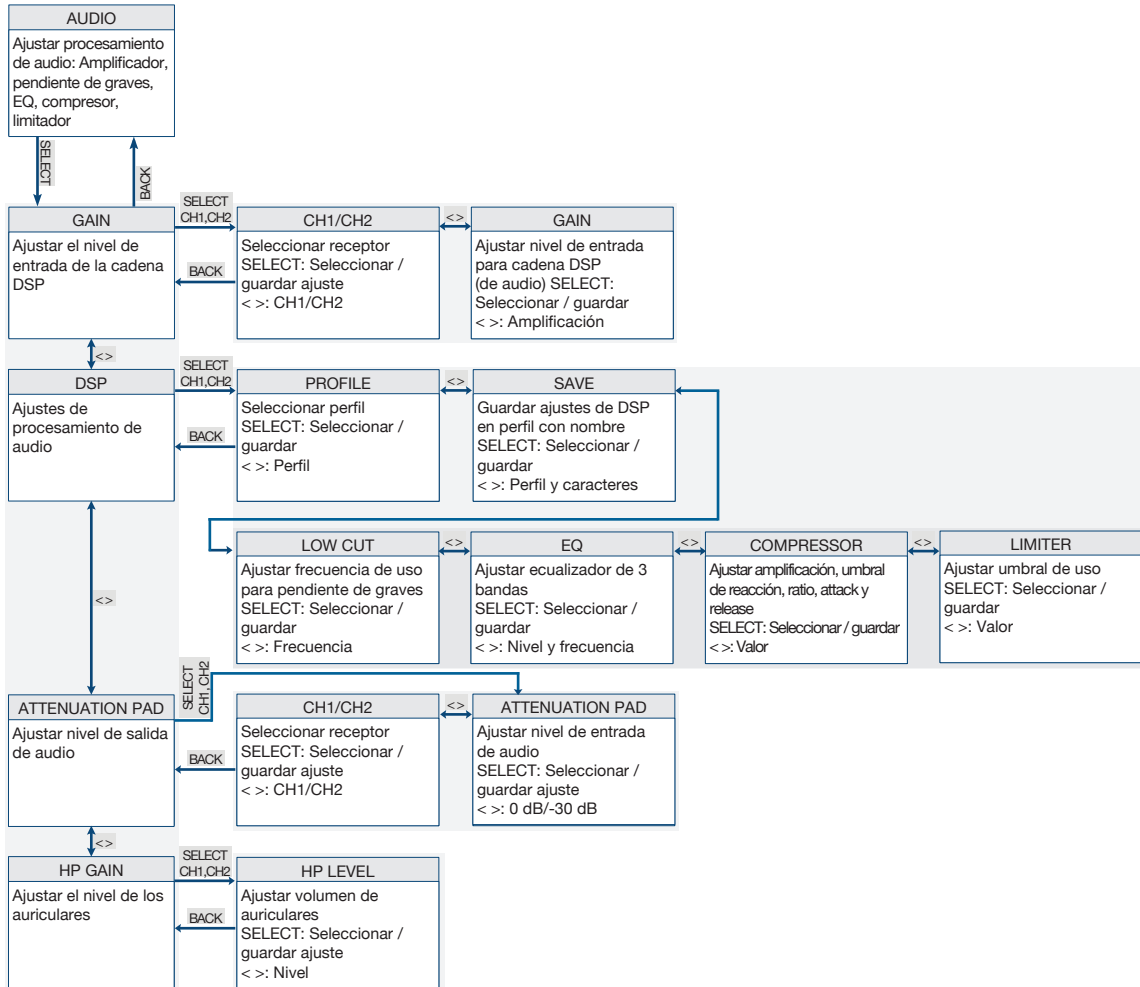 AUDIO
Ajustar procesamiento
de audio: Amplificador,
pendiente de graves,
EQ, compresor,
limitador
SELECT
BACK
GAIN
Ajustar el nivel de
entrada de la cadena
DSP
SELECT
CH1,CH2
BACK
CH1/CH2
Seleccionar receptor
SELECT: Seleccionar /
guardar ajuste
< >: CH1/CH2
<>
GAIN
Ajustar nivel de entrada
para cadena DSP
(de audio) SELECT:
Seleccionar / guardar
< >: Amplificación
<>
DSP
Ajustes de
procesamiento de
audio
SELECT
CH1,CH2
BACK
PROFILE
Seleccionar perfil
SELECT: Seleccionar /
guardar
< >: Perfil
<>
SAVE
Guardar ajustes de DSP
en perfil con nombre
SELECT: Seleccionar /
guardar
< >: Perfil y caracteres
LOW CUT
Ajustar frecuencia de uso
para pendiente de graves
SELECT: Seleccionar /
guardar
< >: Frecuencia
<>
EQ
Ajustar ecualizador de 3
bandas
SELECT: Seleccionar /
guardar
< >: Nivel y frecuencia
<>
COMPRESSOR
Ajustar amplificación, umbral
de reacción, ratio, attack y
release
SELECT: Seleccionar / guardar
< >: Valor
<>
LIMITER
Ajustar umbral de uso
SELECT: Seleccionar /
guardar
< >: Valor
<>
ATTENUATION PAD
Ajustar nivel de salida
de audio
SELECT
CH1, CH2
BACK
CH1/CH2
Seleccionar receptor
SELECT: Seleccionar /
guardar ajuste
< >: CH1/CH2
<>
ATTENUATION PAD
Ajustar nivel de entrada
de audio
SELECT: Seleccionar /
guardar ajuste
< >: 0 dB/-30 dB
<>
HP GAIN
Ajustar el nivel de los
auriculares
SELECT
CH1,CH2
BACK
HP LEVEL
Ajustar volumen de
auriculares
SELECT: Seleccionar /
guardar ajuste
< >: Nivel